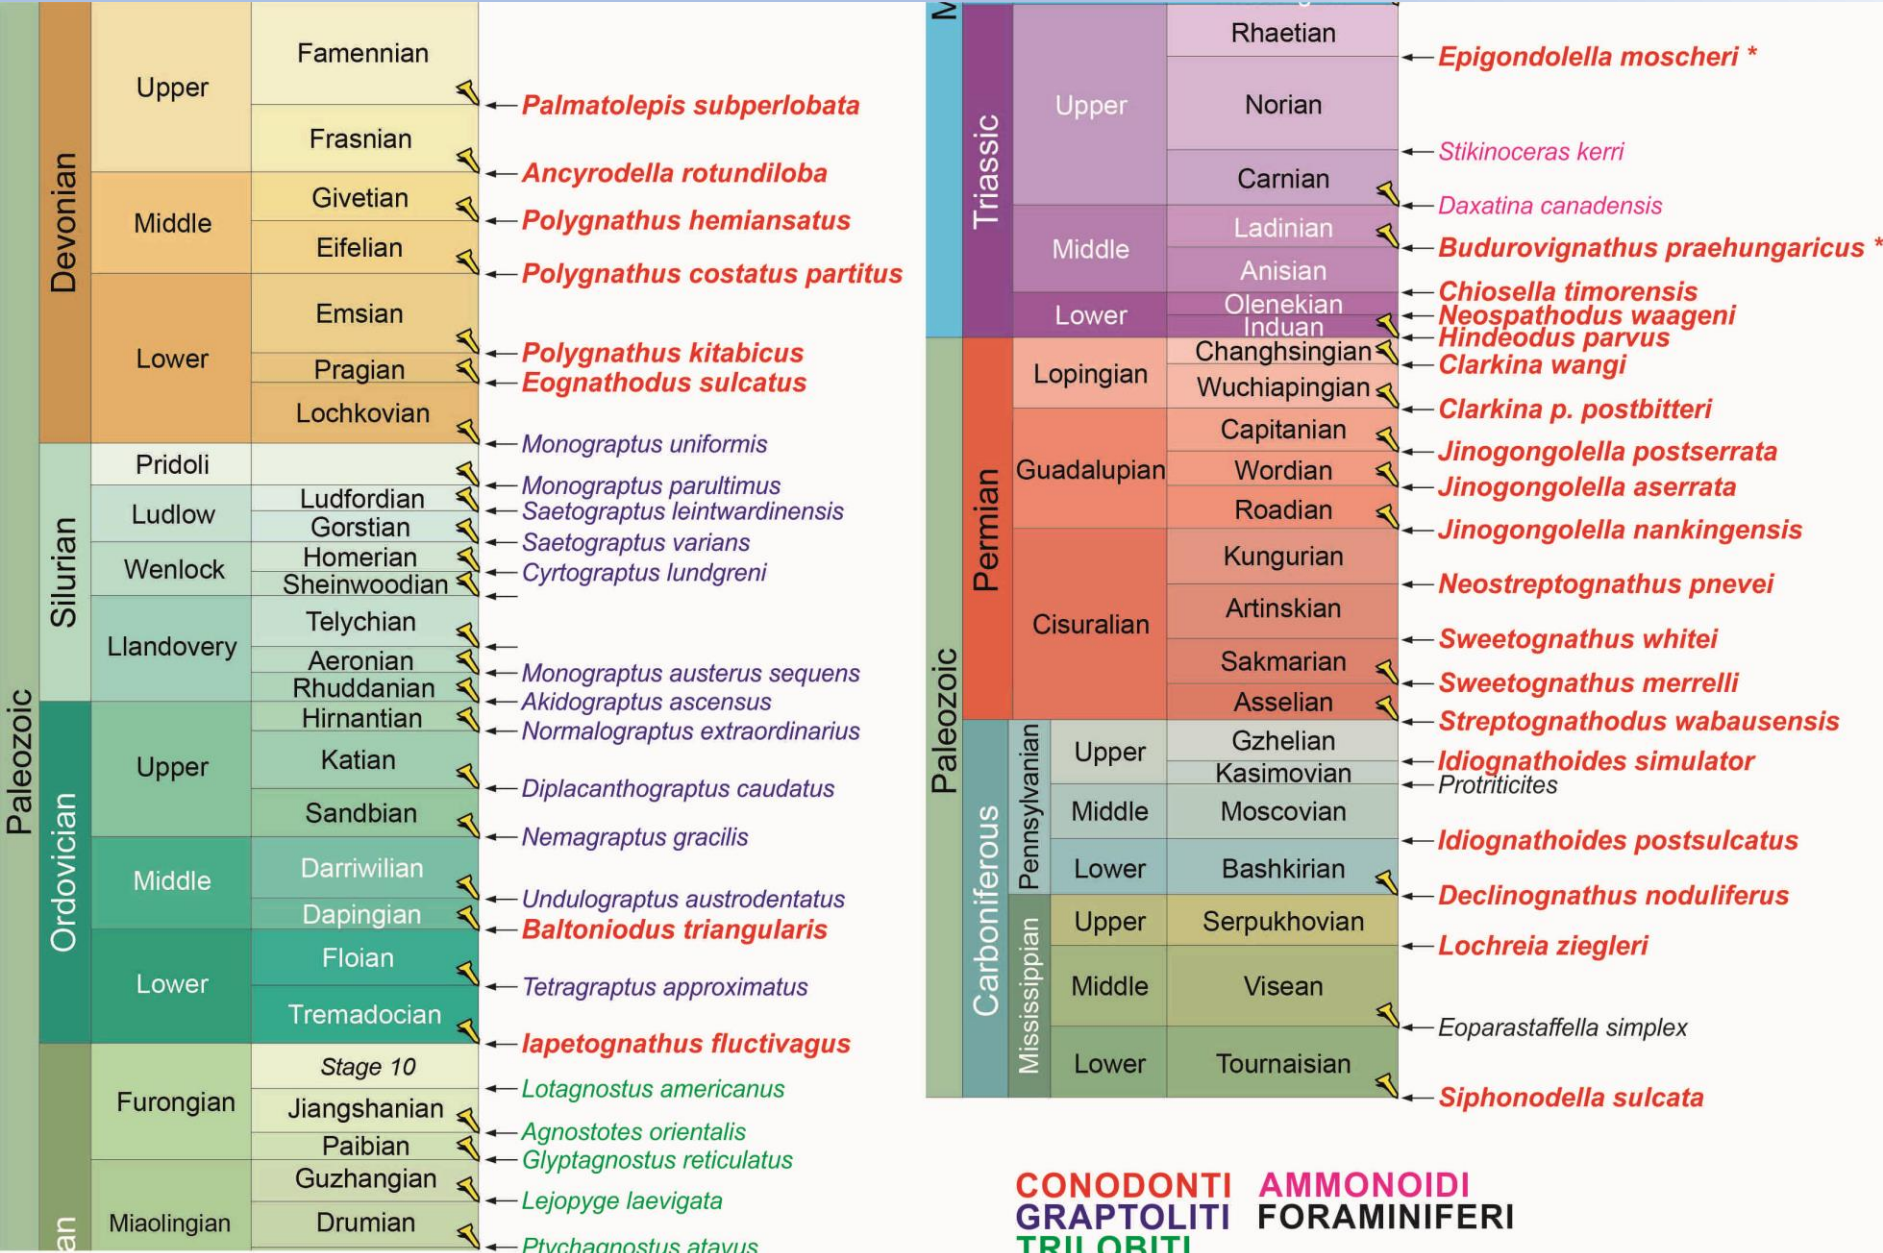 Paleozoic
Devonian
Upper
Famennian
Palmatolepis subperlobata
Frasnian
Ancyrodella rotundiloba
Middle
Givetian
Polygnathus hemiansatus
Eifelian
Polygnathus costatus partitus
Lower
Emsian
Polygnathus kitabicus
Pragian
Eognathodus sulcatus
Lochkovian
Monograptus uniformis
Silurian
Pridoli
Monograptus parultimus
Ludlow
Ludfordian
Saetograptus leintwardinensis
Gorstian
Saetograptus varians
Wenlock
Homerian
Cyrtograptus lundgreni
Sheinwoodian
Llandovery
Telychian
Aeronian
Monograptus austerus sequens
Rhuddanian
Akidograptus ascensus
Ordovician
Upper
Hirnantian
Normalograptus extraordinarius
Katian
Diplacanthograptus caudatus
Sandbian
Nemagraptus gracilis
Middle
Darriwilian
Undulograptus austrodentatus
Dapingian
Baltoniodus triangularis
Lower
Floian
Tetragraptus approximatus
Tremadocian
Iapetognathus fluctivagus
an
Furongian
Stage 10
Lotagnostus americanus
Jiangshanian
Agnostotes orientalis
Paibian
Glyptagnostus reticulatus
Miaolingian
Guzhangian
Lejopyge laevigata
Drumian
Ptychagnostus atavus
M
Triassic
Upper
Rhaetian
Epigondolella moscheri *
Norian
Stikinoceras kerri
Carnian
Daxatina canadensis
Middle
Ladinian
Budurovignathus praehungaricus *
Anisian
Chiosella timorensis
Lower
Olenekian
Neospathodus waageni
Induan
Hindeodus parvus
Paleozoic
Permian
Lopingian
Changhsingian
Clarkina wangi
Wuchiapingian
Clarkina p. postbitteri
Guadalupian
Capitanian
Jinogongolella postserrata
Wordian
Jinogongolella aserrata
Roadian
Jinogongolella nankingensis
Cisuralian
Kungurian
Neostreptognathus pnevei
Artinskian
Sweetognathus whitei
Sakmarian
Sweetognathus merrelli
Asselian
Streptognathodus wabausensis
Carboniferous
Pennsylvanian
Upper
Gzhelian
Idiognathoides simulator
Kasimovian
Protriticites
Middle
Moscovian
Idiognathoides postsulcatus
Lower
Bashkirian
Declinognathus noduliferus
Mississippian
Upper
Serpukhovian
Lochreia ziegleri
Middle
Visean
Eoparastaffella simplex
Lower
Tournaisian
Siphonodella sulcata
CONODONTI AMMONOIDI
GRAPTOLITI FORAMINIFERI
TRILOBITI